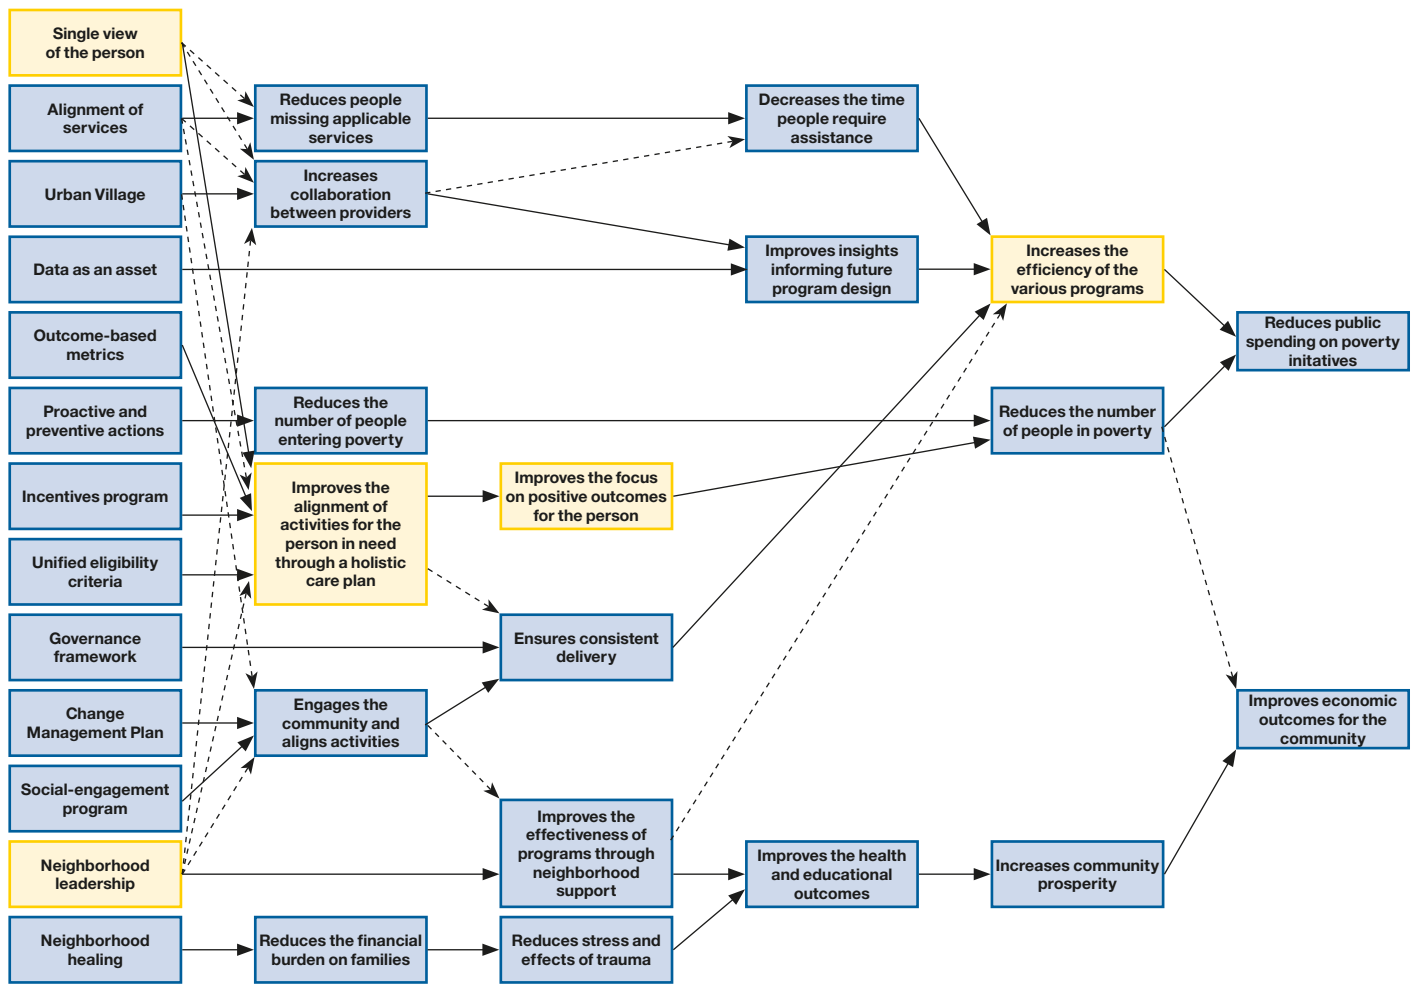 Single view
of the person
Alignment of
services
Urban Village
Data as an asset
Outcome-based
metrics
Proactive and
preventive actions
Incentives program
Unified eligibility
criteria
Governance
framework
Change
Management Plan
Social-engagement
program
Neighborhood
leadership
Neighborhood
healing
Reduces people
missing applicable
services
Increases
collaboration
between providers
Reduces the
number of people
entering poverty
Improves the
alignment of
activities for the
person in need
through a holistic
care plan
Engages the
community and
aligns activities
Reduces the financial
burden on families
Improves the focus
on positive outcomes
for the person
Ensures consistent
delivery
Improves the
effectiveness of
programs through
neighborhood
support
Reduces stress and
effects of trauma
Decreases the time
people require
assistance
Improves insights
informing future
program design
Improves the health
and educational
outcomes
Increases the
efficiency of the
various programs
Reduces the number
of people in poverty
Increases community
prosperity
Reduces public
spending on poverty
initatives
Improves economic
outcomes for the
community